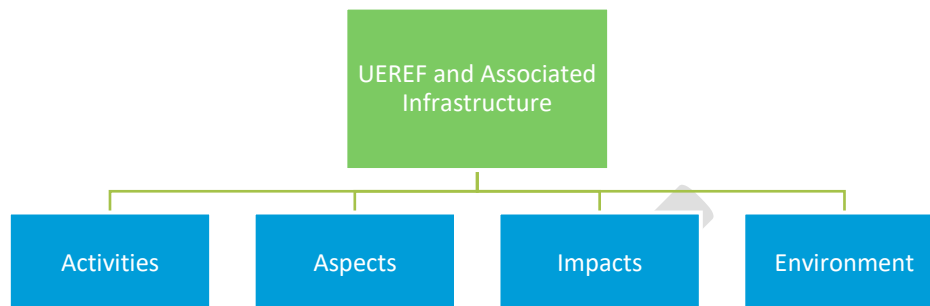 UEREF and Associated
Infrastructure
Activities
Aspects
Impacts
Environment